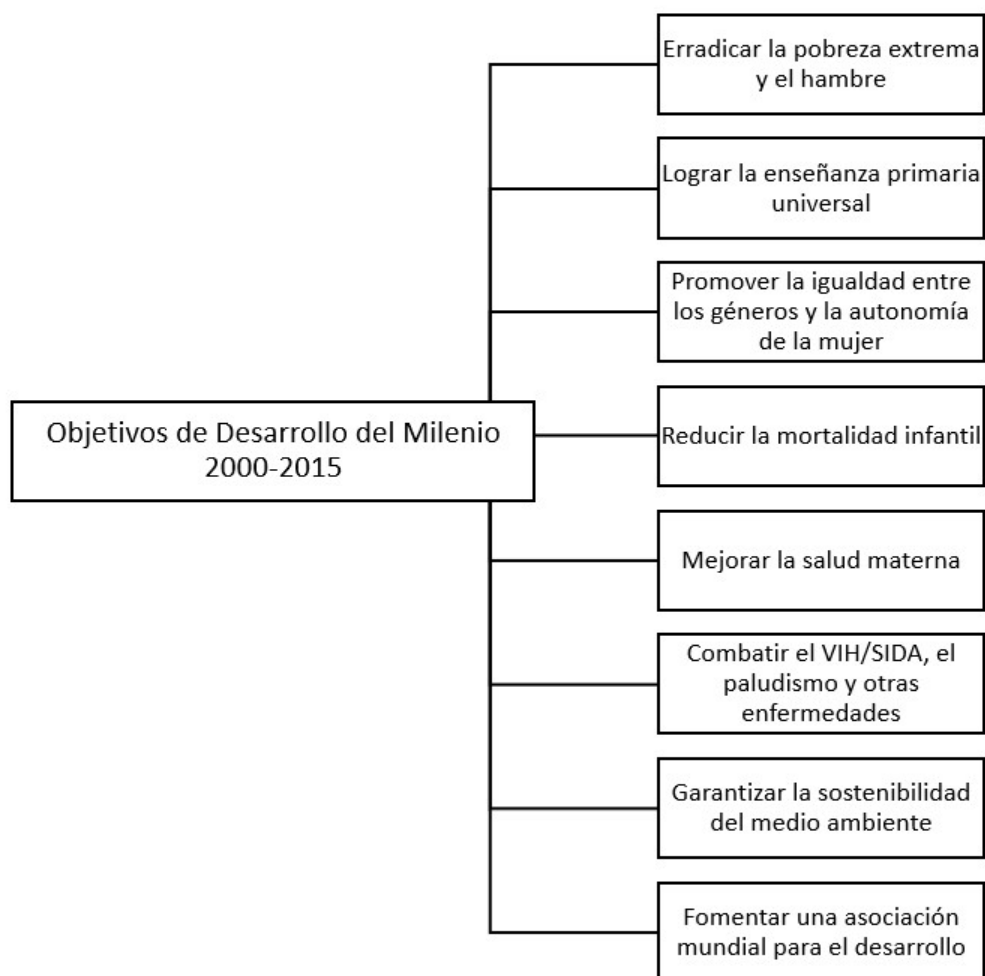 Erradicar la pobreza extrema
y el hambre
Lograr la enseñanza primaria
universal
Promover la igualdad entre
los géneros y la autonomía
de la mujer
Objetivos de Desarrollo del Milenio
2000-2015
Reducir la mortalidad infantil
Mejorar la salud materna
Combatir el VIH/SIDA, el
paludismo y otras
enfermedades
Garantizar la sostenibilidad
del medio ambiente
Fomentar una asociación
mundial para el desarrollo